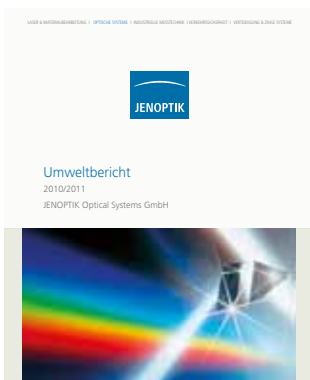 LASER & MATERIALBEARBEITUNG I OPTISCHE SYSTEME I INDUSTRIELLE MESSTECHNIK I VERKEHRSSICHERHEIT I VERTEIDIGUNG & ZIVILE SYSTEME
JENOPTIK
Umweltbericht
2010/2011
JENOPTIK Optical Systems GmbH